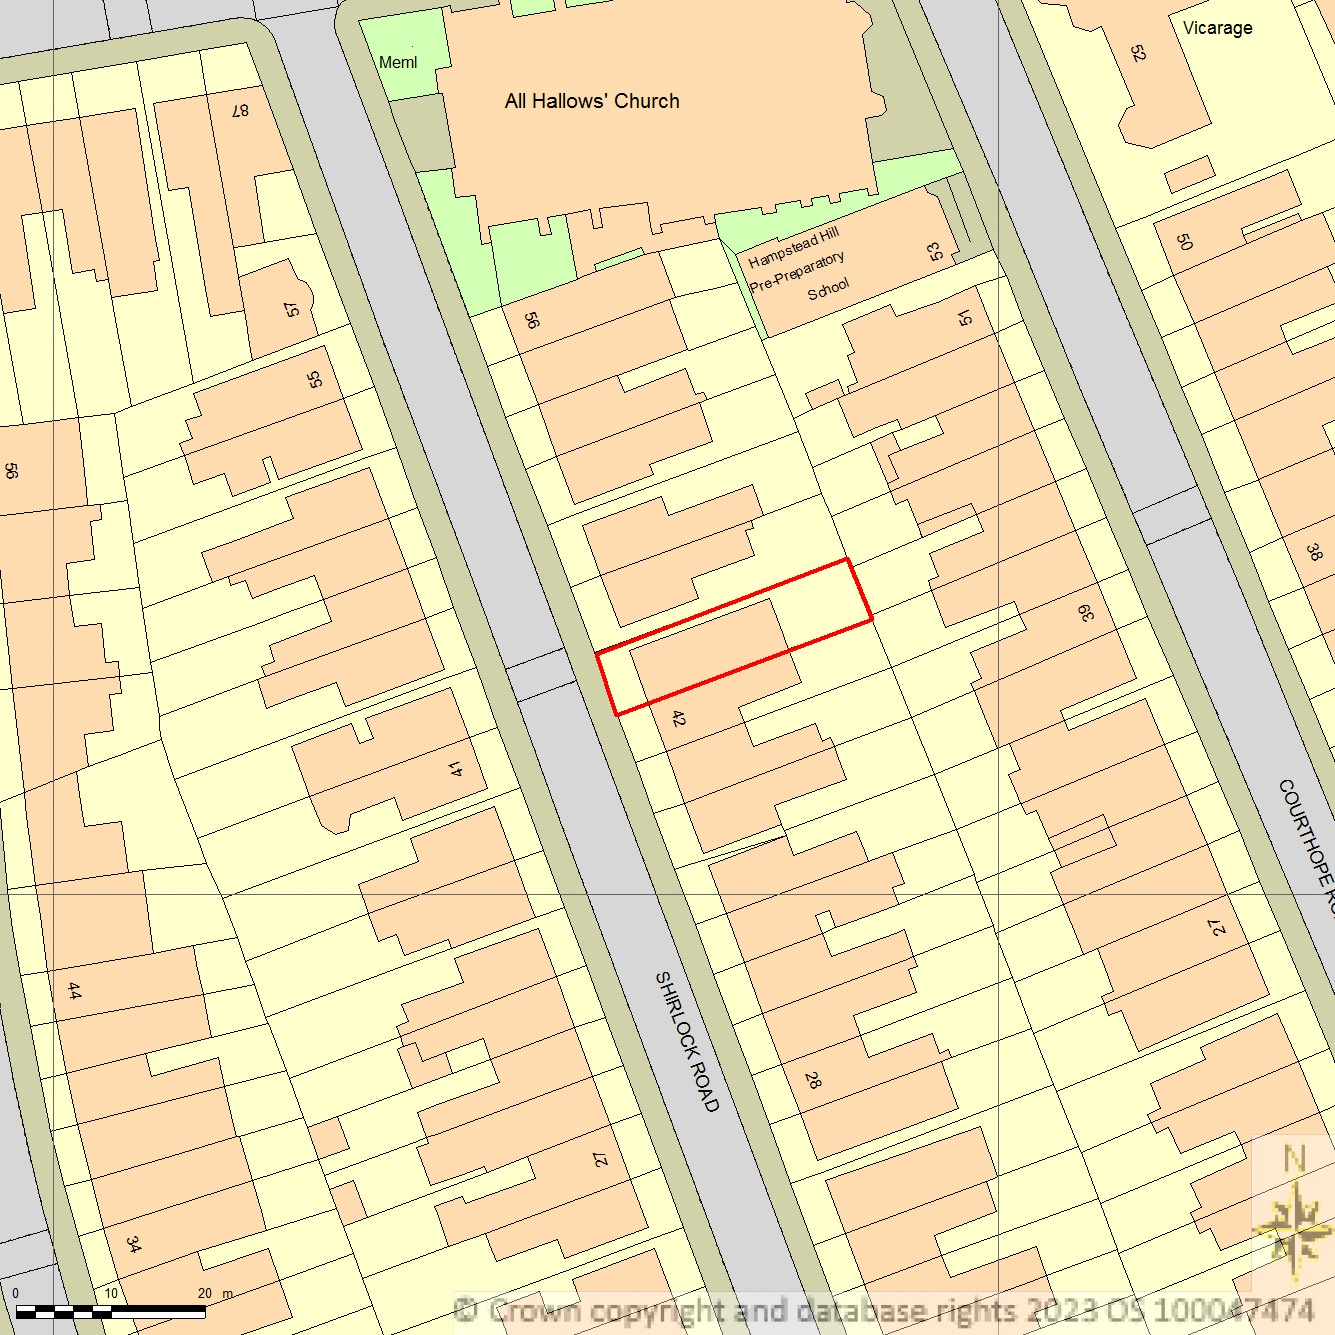 Vicarage
52
Meml
All Hallows' Church
87
50
Hampstead Hill
Pre-Preparatory
School
53
57
56
51
55
56
38
39
42
41
COURTHOPE RO
27
44
SHIRLOCK ROAD
28
27
N
34
0 10 20 m
© Crown copyright and database rights 2023 OS 100047474